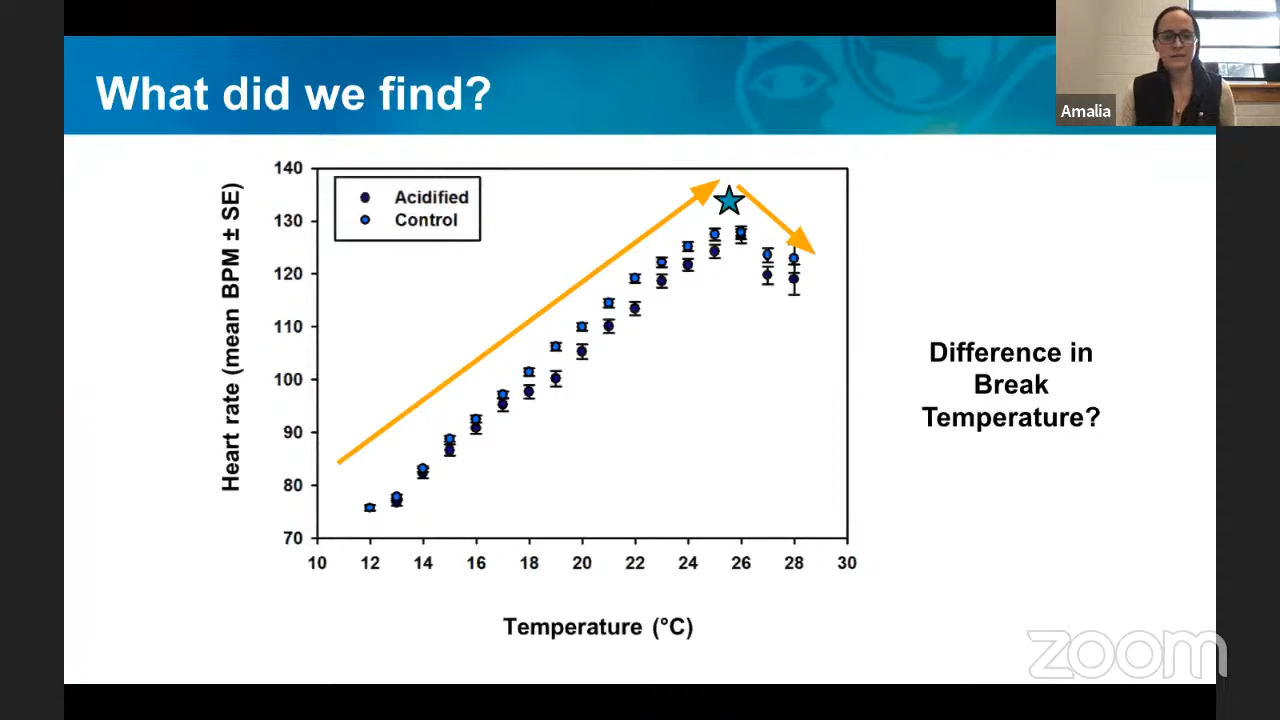 What did we find?
Amalia
140
130
120
110
100
90
80
70
Heart rate (mean BPM ± SE)
Acidified
Control
10 12 14 16 18 20 22 24 26 28 30
Temperature (°C)
Difference in
Break
Temperature?
zoom